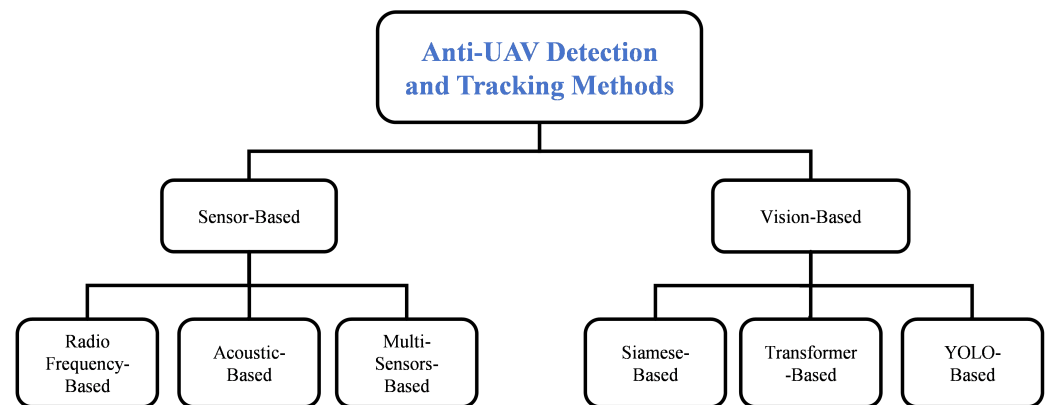 Anti-UAV Detection
and Tracking Methods
Sensor-Based
Vision-Based
Radio
Frequency-
Based
Acoustic-
Based
Multi-
Sensors-
Based
Siamese-
Based
Transformer
-Based
YOLO-
Based